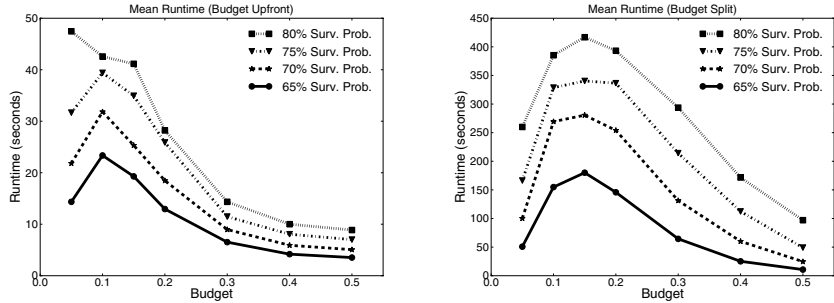 Mean Runtime (Budget Upfront)
50
40
30
20
10
0
0.0
0.1
0.2
0.3
0.4
0.5
Runtime (seconds)
Budget
80% Surv. Prob.
75% Surv. Prob.
70% Surv. Prob.
65% Surv. Prob.
Mean Runtime (Budget Split)
450
400
350
300
250
200
150
100
50
0
0.0
0.1
0.2
0.3
0.4
0.5
Runtime (seconds)
Budget
80% Surv. Prob.
75% Surv. Prob.
70% Surv. Prob.
65% Surv. Prob.